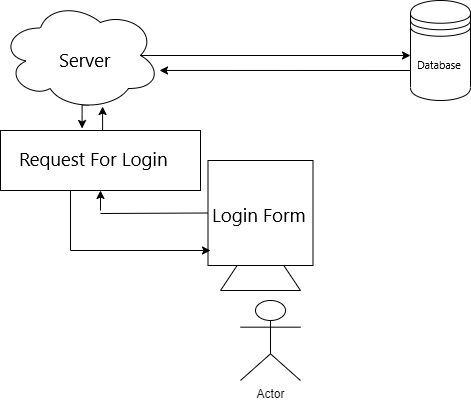 Server
Database
Request For Login
Login Form
Actor